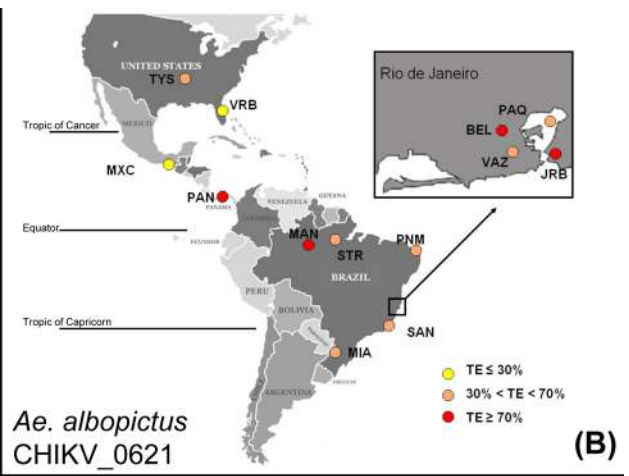 UNITED STATES
TYS
VRB
Tropic of Cancer
MEXICO
MXC
PAN
PANAMA
VENEZUELA
GUYANA
Equator
ECUADOR
MAN
STR
PNM
BRAZIL
PERU
BOLIVIA
Tropic of Capricorn
SAN
MIA
URUGUAY
ARGENTINA
Rio de Janeiro
PAQ
BEL
VAZ
JRB
TE ≤ 30%
30% < TE < 70%
TE ≥ 70%
Ae. albopictus
CHIKV_0621
(B)